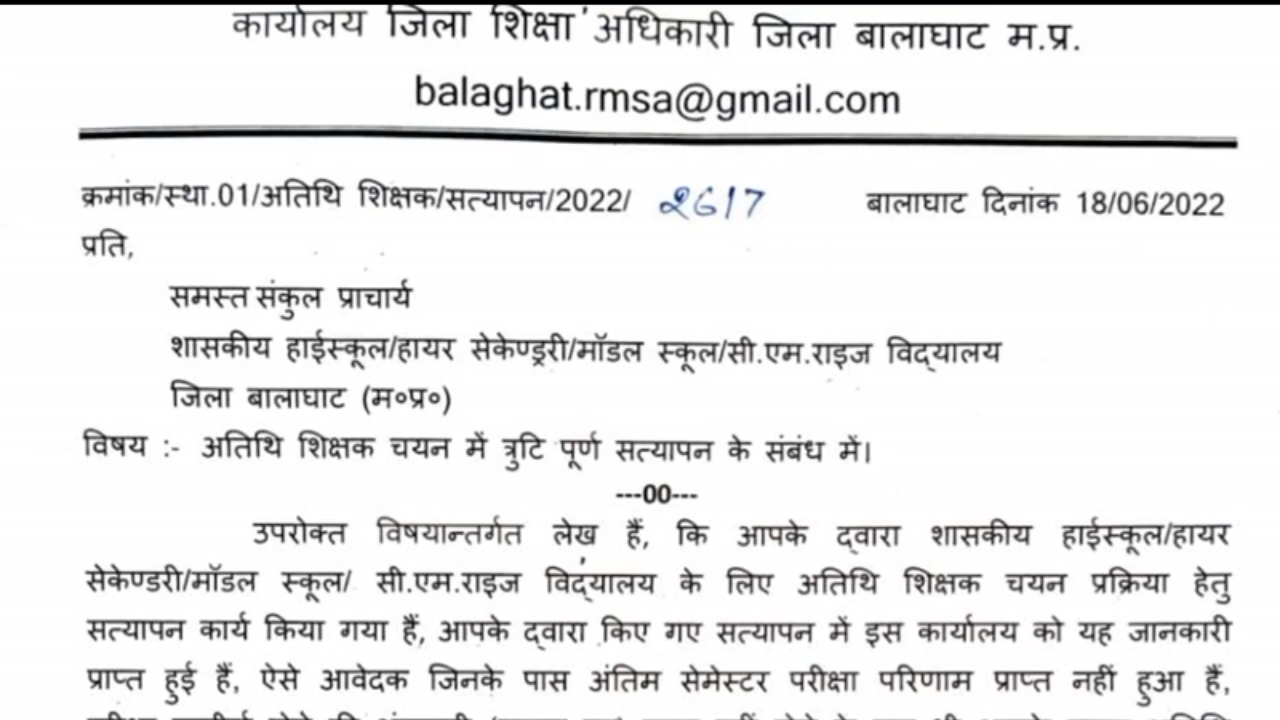 कार्यालय जिला शिक्षा अधिकारी जिला बालाघाट म.प्र.
balaghat.rmsa@gmail.com
क्रमांक/स्था.01/अतिथि शिक्षक/सत्यापन/2022/ 2617 बालाघाट दिनांक 18/06/2022
प्रति,
समस्त संकुल प्राचार्य
शासकीय हाईस्कूल/हायर सेकेण्ड्ररी/मॉडल स्कूल/सी.एम.राइज विद्यालय
जिला बालाघाट (म०प्र०)
विषय :- अतिथि शिक्षक चयन में त्रुटि पूर्ण सत्यापन के संबंध में।
---00---
उपरोक्त विषयान्तर्गत लेख हैं, कि आपके द्वारा शासकीय हाईस्कूल/हायर
सेकेण्डरी/मॉडल स्कूल/ सी.एम.राइज विद्यालय के लिए अतिथि शिक्षक चयन प्रक्रिया हेतु
सत्यापन कार्य किया गया हैं, आपके द्वारा किए गए सत्यापन में इस कार्यालय को यह जानकारी
प्राप्त हुई हैं, ऐसे आवेदक जिनके पास अंतिम सेमेस्टर परीक्षा परिणाम प्राप्त नहीं हुआ हैं,